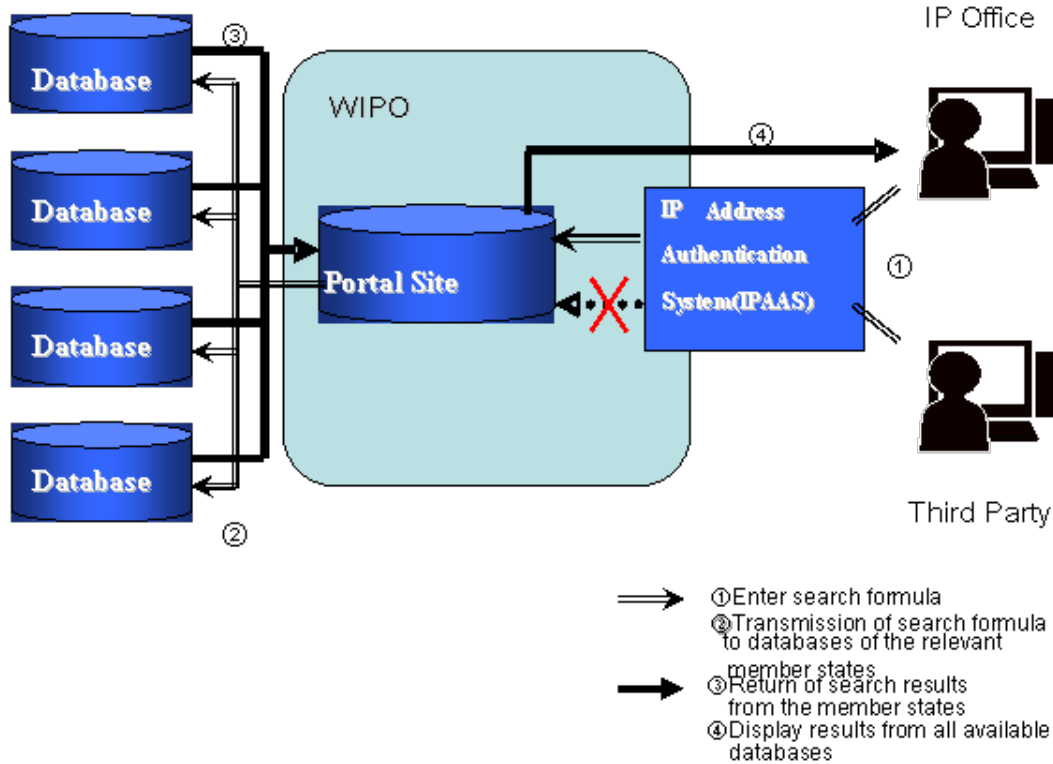 IP Office
③
Database
WIPO
④
Database
IP Address
Authentication
System(IPAAS)
①
Portal Site
Database
Database
②
Third Party
①Enter search formula
②Transmission of search formula
to databases of the relevant
member states
③Return of search results
from the member states
④Display results from all available
databases